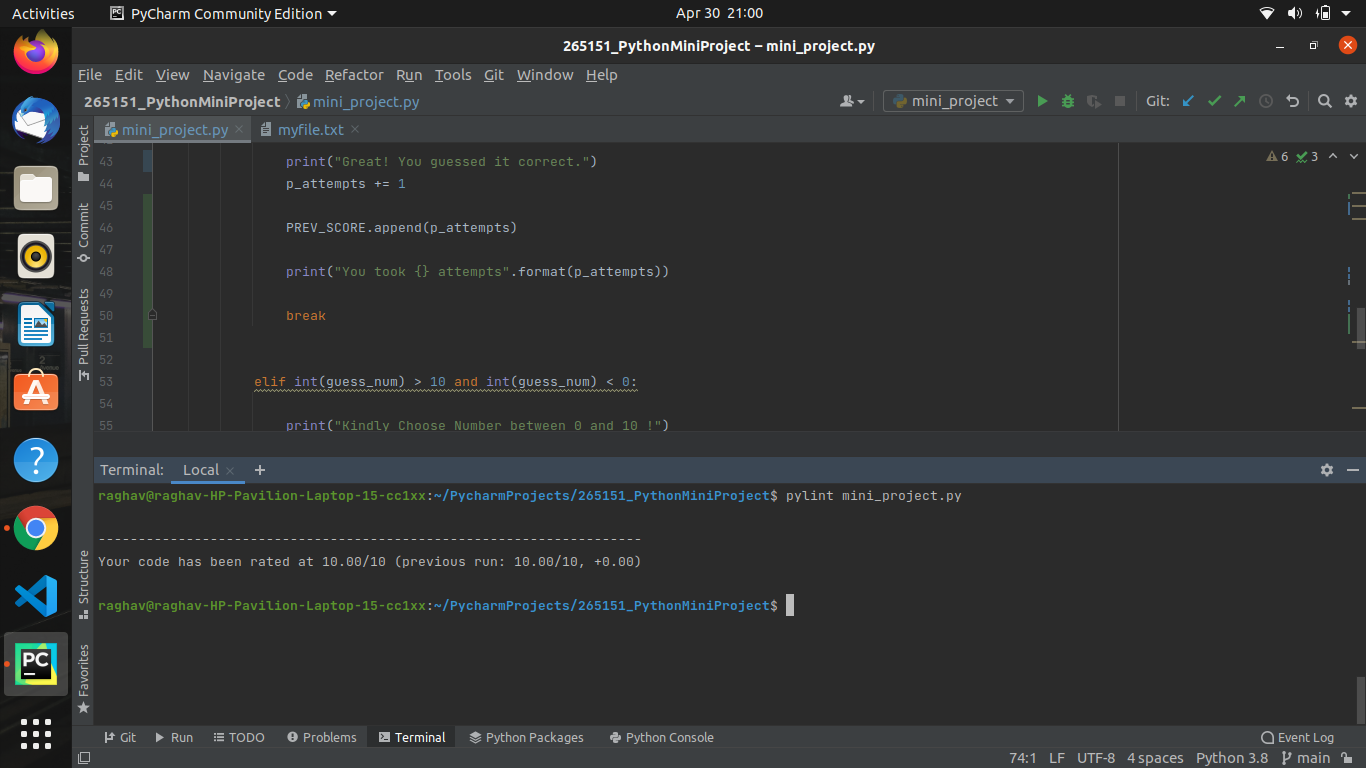 Activities PyCharm Community Edition Apr 30 21:00
265151_PythonMiniProject – mini_project.py
File Edit View Navigate Code Refactor Run Tools Git Window Help
265151_PythonMiniProject mini_project.py mini_project Git:
mini_project.py myfile.txt
Project
Commit
Pull Requests
Structure
Favorites
6 3
43 print("Great! You guessed it correct.")
44 p_attempts += 1
45
46 PREV_SCORE.append(p_attempts)
47
48 print("You took {} attempts".format(p_attempts))
49
50 break
51
52
53 elif int(guess_num) > 10 and int(guess_num) < 0:
54
55 print("Kindly Choose Number between 0 and 10 !")
Terminal: Local +
raghav@raghav-HP-Pavilion-Laptop-15-cc1xx:~/PycharmProjects/265151_PythonMiniProject$ pylint mini_project.py
--------------------------------------------------------------------
Your code has been rated at 10.00/10 (previous run: 10.00/10, +0.00)
raghav@raghav-HP-Pavilion-Laptop-15-cc1xx:~/PycharmProjects/265151_PythonMiniProject$
PC
Git Run TODO Problems Terminal Python Packages Python Console Event Log
74:1 LF UTF-8 4 spaces Python 3.8 main